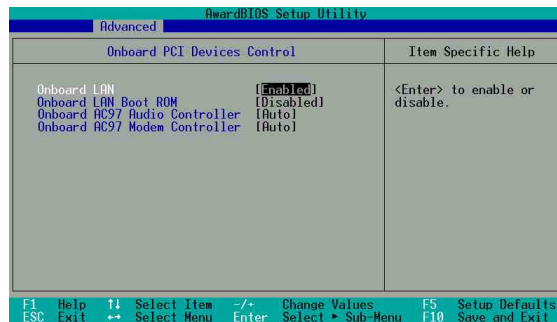 AwardBIOS Setup Utility
Advanced
Onboard PCI Devices Control
Item Specific Help
Onboard LAN [Enabled]
Onboard LAN Boot ROM [Disabled]
Onboard AC97 Audio Controller [Auto]
Onboard AC97 Modem Controller [Auto]
<Enter> to enable or
disable.
F1 Help ↑↓ Select Item -/+ Change Values F5 Setup Defaults
ESC Exit ←→ Select Menu Enter Select ► Sub-Menu F10 Save and Exit